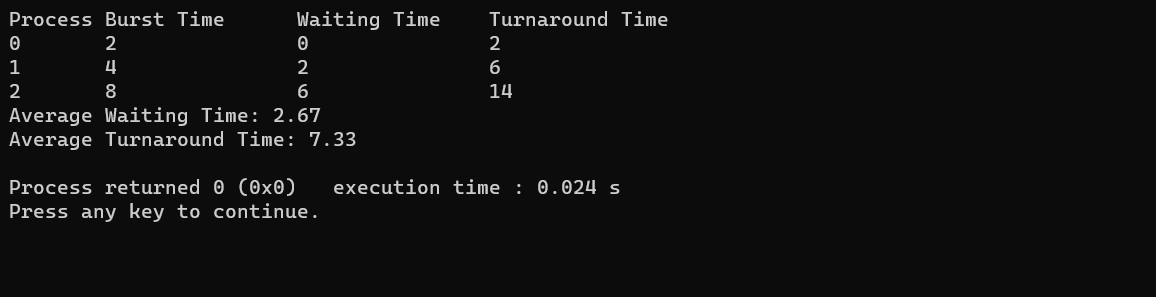 Process Burst Time      Waiting Time    Turnaround Time
0       2               0               2
1       4               2               6
2       8               6               14
Average Waiting Time: 2.67
Average Turnaround Time: 7.33
Process returned 0 (0x0)   execution time : 0.024 s
Press any key to continue.